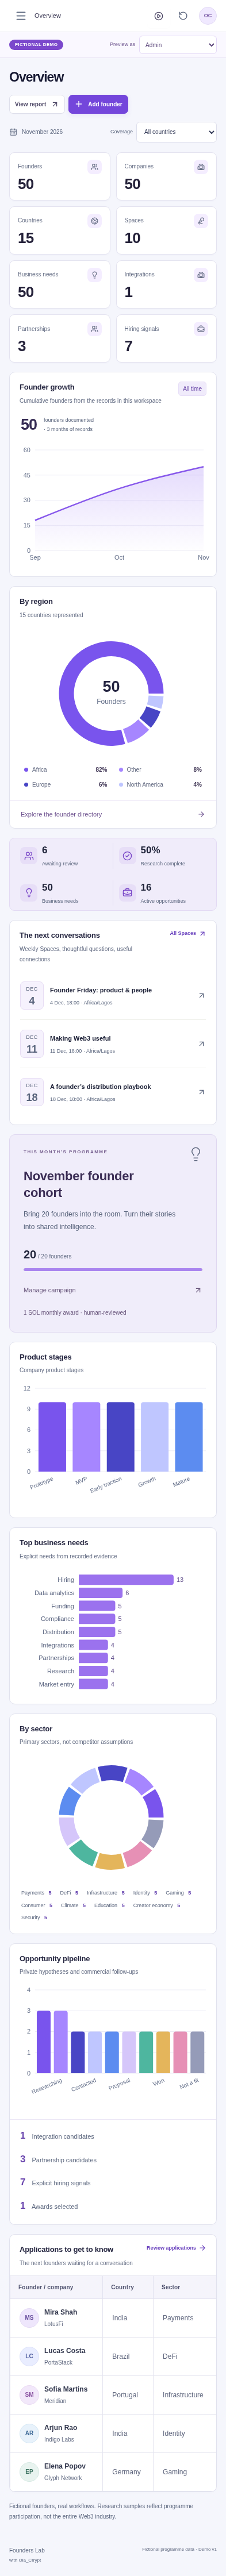 Overview
OC
FICTIONAL DEMO
Preview as
Admin
Overview
View report
Add founder
November 2026
Coverage
All countries
Founders
50
Companies
50
Countries
15
Spaces
10
Business needs
50
Integrations
1
Partnerships
3
Hiring signals
7
Founder growth
All time
Cumulative founders from the records in this workspace
50
founders documented
· 3 months of records
60
45
30
15
0
Sep
Oct
Nov
By region
15 countries represented
50
Founders
Africa 82%
Other 8%
Europe 6%
North America 4%
Explore the founder directory
6
Awaiting review
50%
Research complete
50
Business needs
16
Active opportunities
The next conversations
All Spaces
Weekly Spaces, thoughtful questions, useful
connections
DEC
4
Founder Friday: product & people
4 Dec, 18:00 · Africa/Lagos
DEC
11
Making Web3 useful
11 Dec, 18:00 · Africa/Lagos
DEC
18
A founder's distribution playbook
18 Dec, 19:00 · Africa/Lagos
THIS MONTH'S PROGRAMME
November founder
cohort
Bring 20 founders into the room. Turn their stories
into shared intelligence.
20 / 20 founders
Manage campaign
1 SOL monthly award · human-reviewed
Product stages
Company product stages
12
9
6
3
0
Prototype
MVP
Early traction
Growth
Mature
Top business needs
Explicit needs from recorded evidence
Hiring 13
Data analytics 6
Funding 5
Compliance 5
Distribution 5
Integrations 4
Partnerships 4
Research 4
Market entry 4
By sector
Primary sectors, not competitor assumptions
Payments 5 DeFi 5 Infrastructure 5 Identity 5 Gaming 5
Consumer 5 Climate 5 Education 5 Creator economy 5
Security 5
Opportunity pipeline
Private hypotheses and commercial follow-ups
4
3
2
1
0
Researching
Contacted
Proposal
Won
Not a fit
1 Integration candidates
3 Partnership candidates
7 Explicit hiring signals
1 Awards selected
Applications to get to know
Review applications
The next founders waiting for a conversation
Founder / company
Country
Sector
MS
Mira Shah
LotusFi
India
Payments
LC
Lucas Costa
PortaStack
Brazil
DeFi
SM
Sofia Martins
Meridian
Portugal
Infrastructure
AR
Arjun Rao
Indigo Labs
India
Identity
EP
Elena Popov
Glyph Network
Germany
Gaming
Fictional founders, real workflows. Research samples reflect programme
participation, not the entire Web3 industry.
Founders Lab
with Ola_Crrypt
Fictional programme data · Demo v1